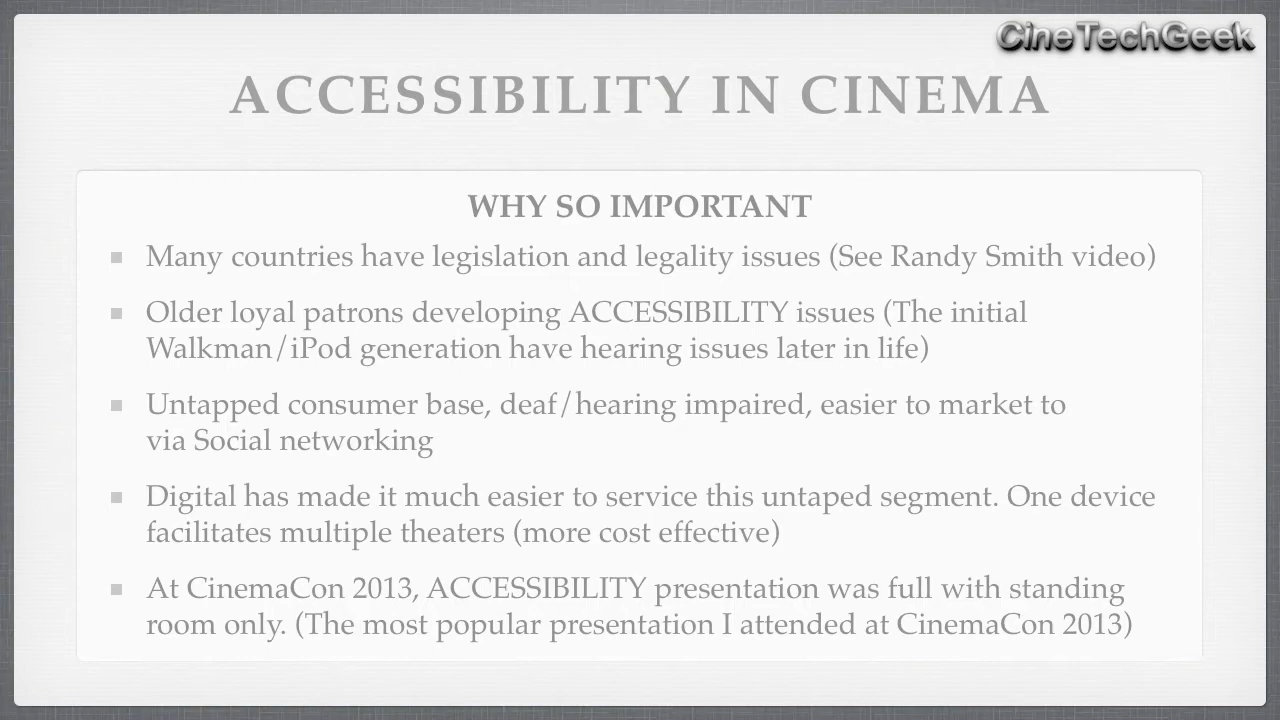 CineTechGeek
ACCESSIBILITY IN CINEMA
WHY SO IMPORTANT
Many countries have legislation and legality issues (See Randy Smith video)
Older loyal patrons developing ACCESSIBILITY issues (The initial
Walkman/iPod generation have hearing issues later in life)
Untapped consumer base, deaf/hearing impaired, easier to market to
via Social networking
Digital has made it much easier to service this untaped segment. One device
facilitates multiple theaters (more cost effective)
At CinemaCon 2013, ACCESSIBILITY presentation was full with standing
room only. (The most popular presentation I attended at CinemaCon 2013)